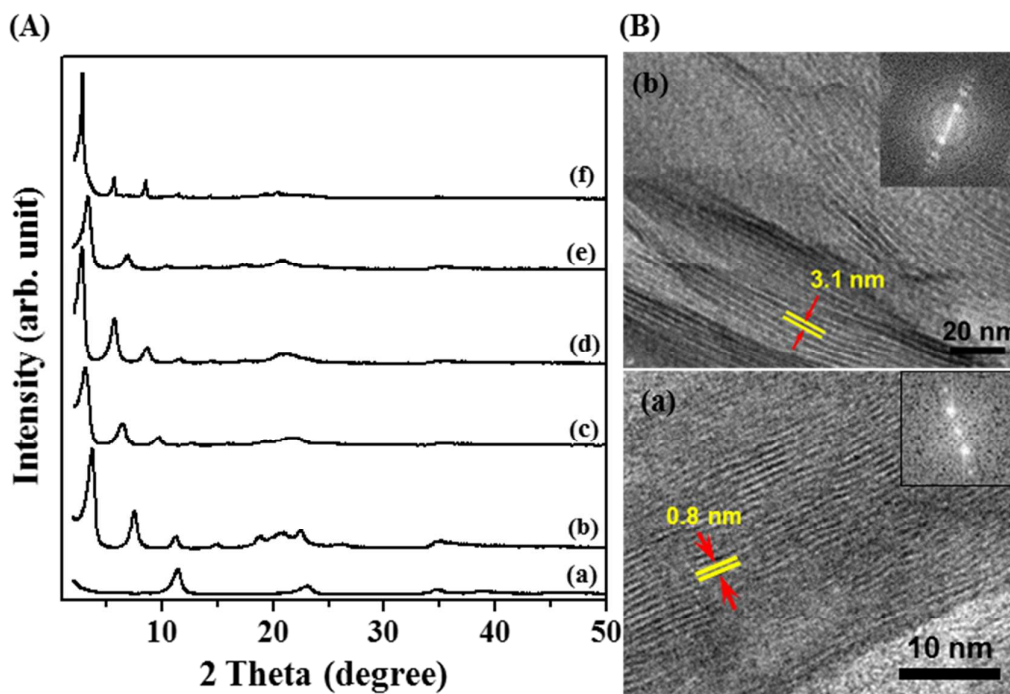 (A)
Intensity (arb. unit)
(f)
(e)
(d)
(c)
(b)
(a)
10 20 30 40 50
2 Theta (degree)
(B)
(b)
3.1 nm
20 nm
(a)
0.8 nm
10 nm